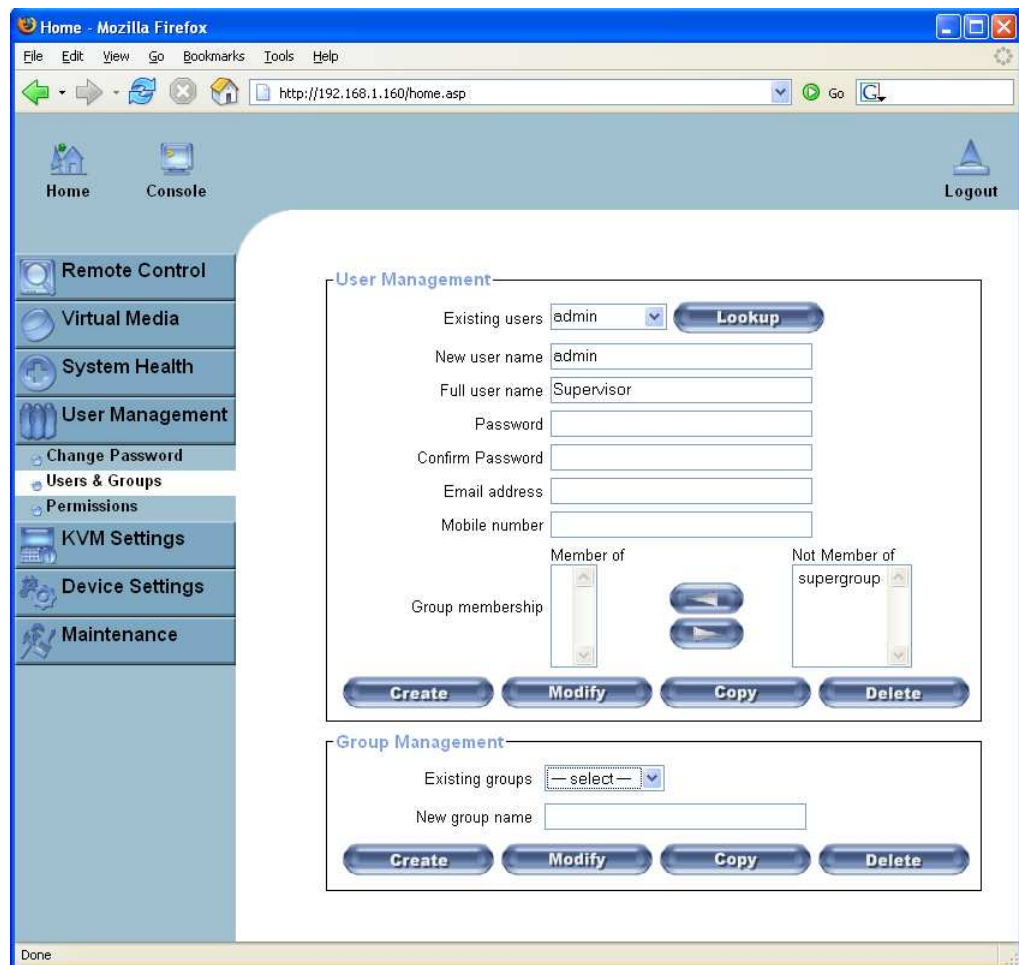 Home - Mozilla Firefox
File Edit View Go Bookmarks Tools Help
http://192.168.1.160/home.asp Go G
Home Console Logout
Remote Control
Virtual Media
System Health
User Management
Change Password
Users & Groups
Permissions
KVM Settings
Device Settings
Maintenance
User Management
Existing users admin Lookup
New user name admin
Full user name Supervisor
Password
Confirm Password
Email address
Mobile number
Member of Not Member of
supergroup
Group membership
Create Modify Copy Delete
Group Management
Existing groups — select —
New group name
Create Modify Copy Delete
Done